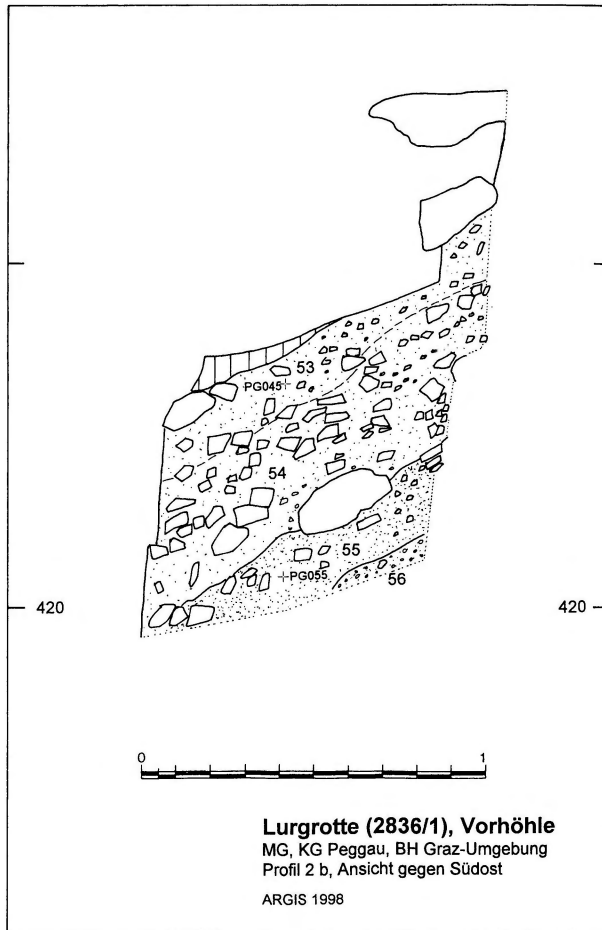 53
PG045
54
55
PG055
56
420
420
0
1
Lurgrotte (2836/1), Vorhöhle
MG, KG Peggau, BH Graz-Umgebung
Profil 2 b, Ansicht gegen Südost
ARGIS 1998